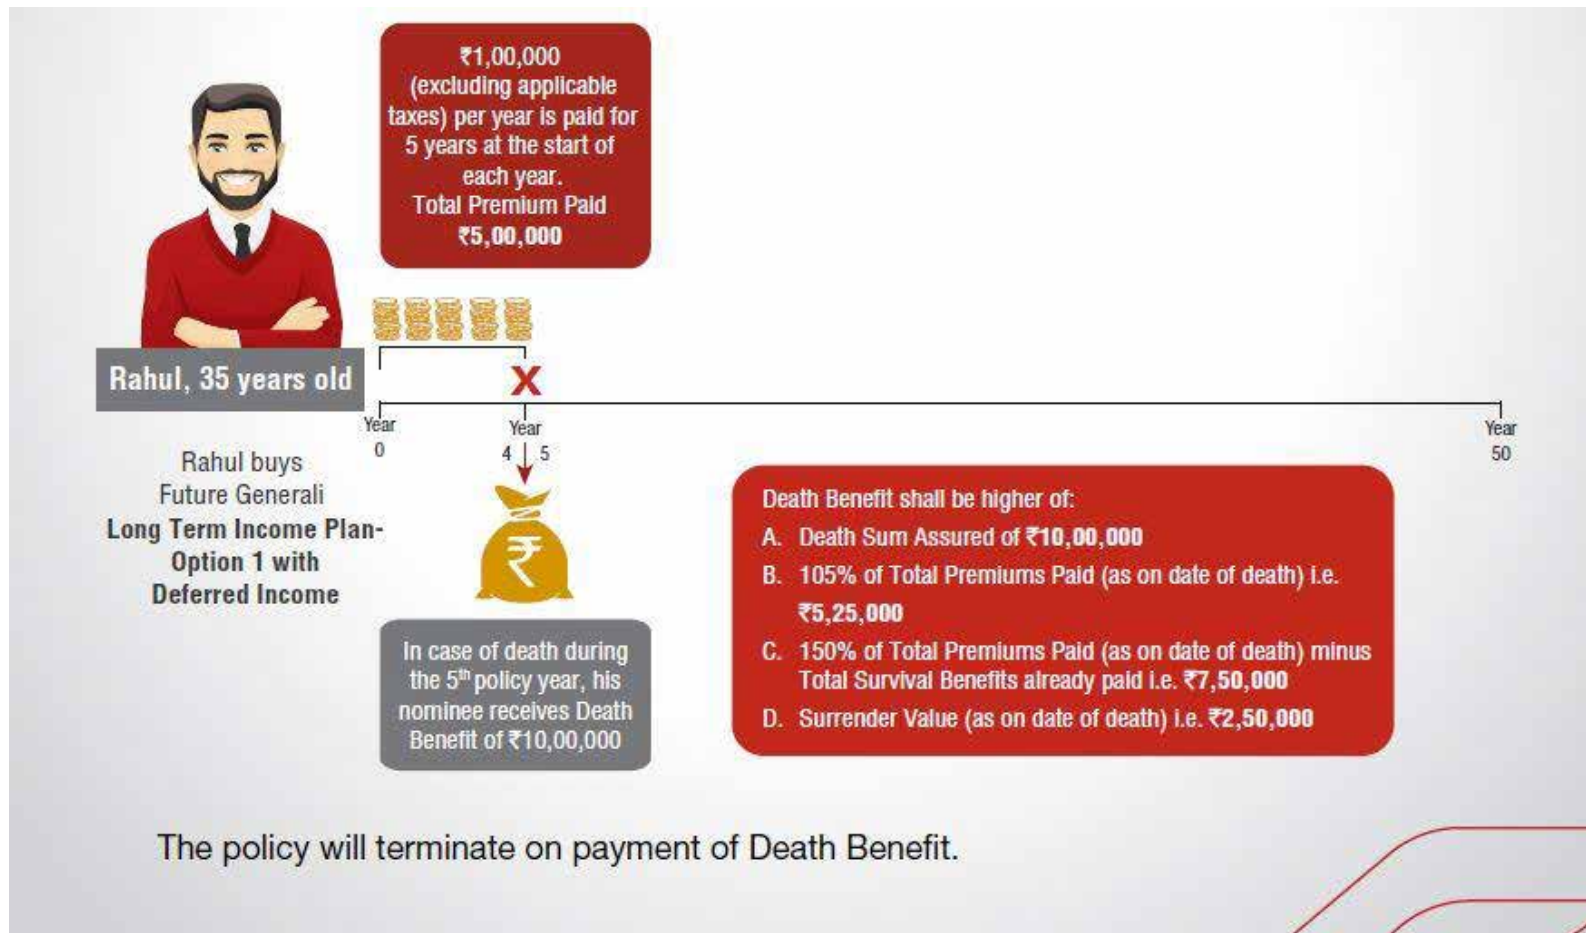 ₹1,00,000
(excluding applicable
taxes) per year is paid for
5 years at the start of
each year.
Total Premium Paid
₹5,00,000
Rahul, 35 years old
X
Year
0
Year
4 5
Year
50
Rahul buys
Future Generali
Long Term Income Plan-
Option 1 with
Deferred Income
₹
In case of death during
the 5th policy year, his
nominee receives Death
Benefit of ₹10,00,000
Death Benefit shall be higher of:
A. Death Sum Assured of ₹10,00,000
B. 105% of Total Premiums Paid (as on date of death) i.e.
₹5,25,000
C. 150% of Total Premiums Paid (as on date of death) minus
Total Survival Benefits already paid i.e. ₹7,50,000
D. Surrender Value (as on date of death) i.e. ₹2,50,000
The policy will terminate on payment of Death Benefit.